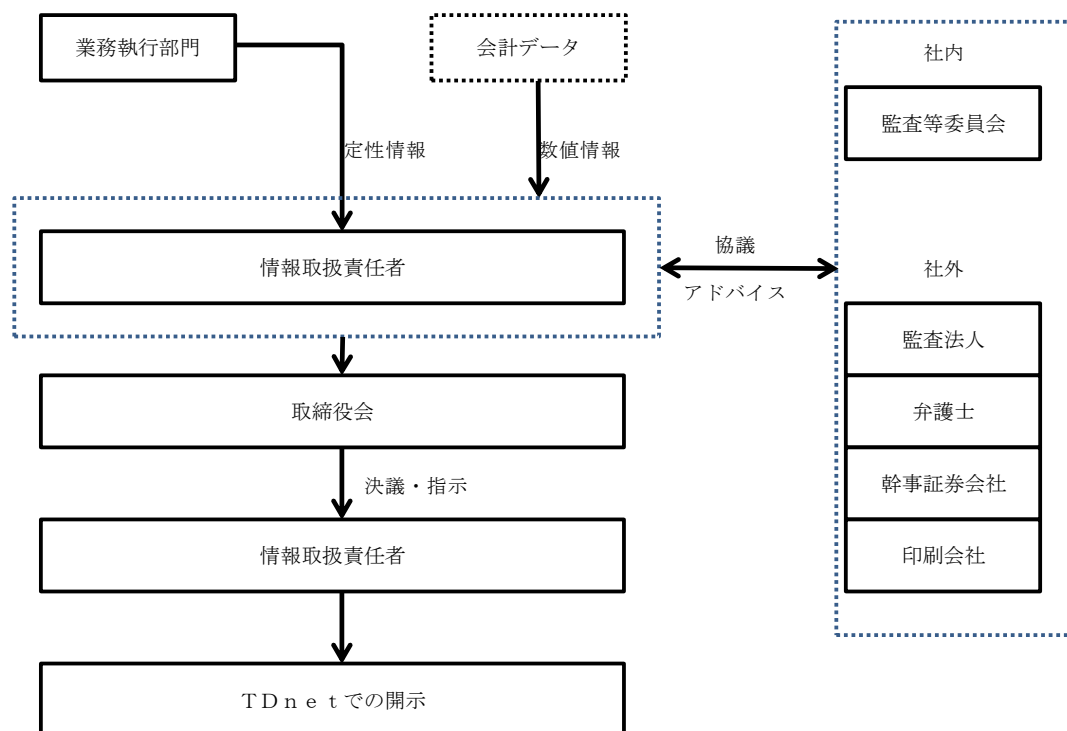 業務執行部門
会計データ
社内
監査等委員会
定性情報
数値情報
情報取扱責任者
協議
アドバイス
社外
監査法人
取締役会
弁護士
決議・指示
幹事証券会社
情報取扱責任者
印刷会社
ＴＤｎｅｔでの開示